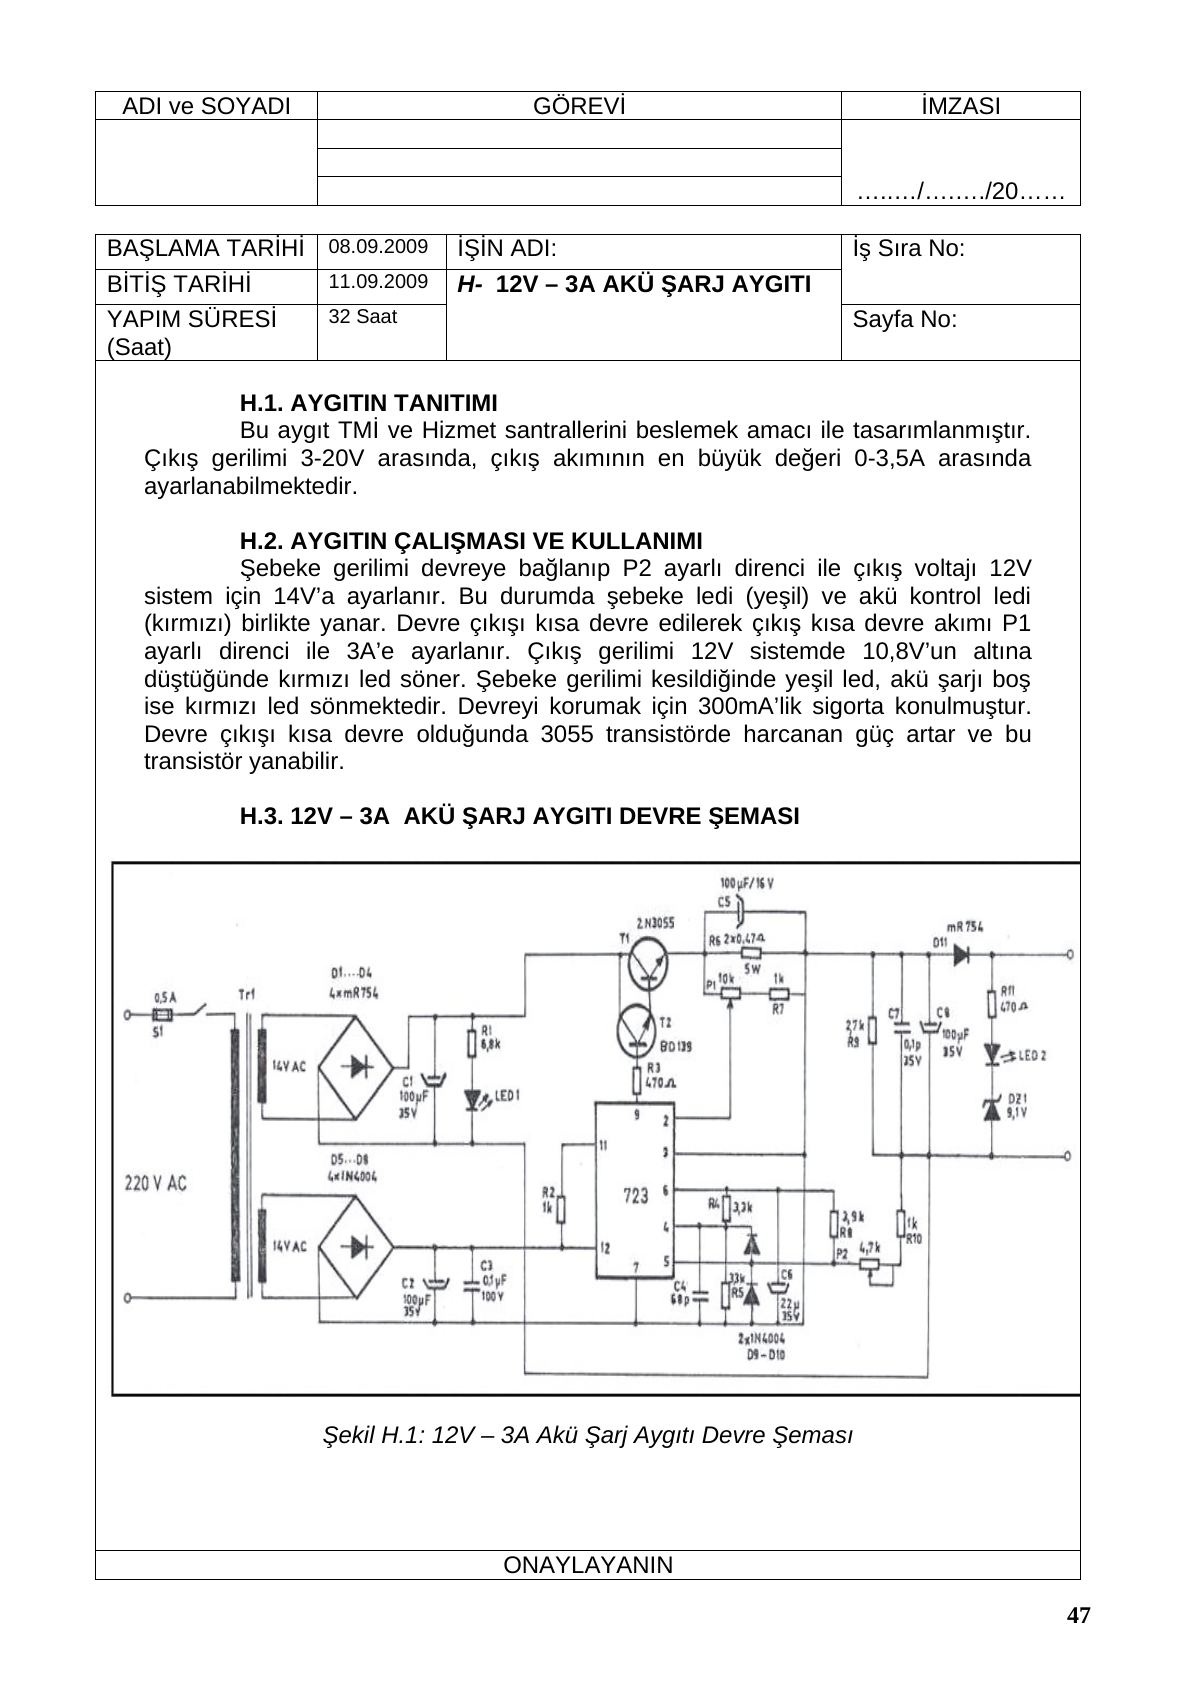 ADI ve SOYADI GÖREVİ İMZASI
…..…/…..…/20……
BAŞLAMA TARİHİ 08.09.2009 İŞİN ADI: İş Sıra No:
BİTİŞ TARİHİ 11.09.2009 H- 12V – 3A AKÜ ŞARJ AYGITI
YAPIM SÜRESİ 32 Saat Sayfa No:
(Saat)
H.1. AYGITIN TANITIMI
Bu aygıt TMİ ve Hizmet santrallerini beslemek amacı ile tasarımlanmıştır.
Çıkış gerilimi 3-20V arasında, çıkış akımının en büyük değeri 0-3,5A arasında
ayarlanabilmektedir.
H.2. AYGITIN ÇALIŞMASI VE KULLANIMI
Şebeke gerilimi devreye bağlanıp P2 ayarlı direnci ile çıkış voltajı 12V
sistem için 14V’a ayarlanır. Bu durumda şebeke ledi (yeşil) ve akü kontrol ledi
(kırmızı) birlikte yanar. Devre çıkışı kısa devre edilerek çıkış kısa devre akımı P1
ayarlı direnci ile 3A’e ayarlanır. Çıkış gerilimi 12V sistemde 10,8V’un altına
düştüğünde kırmızı led söner. Şebeke gerilimi kesildiğinde yeşil led, akü şarjı boş
ise kırmızı led sönmektedir. Devreyi korumak için 300mA’lik sigorta konulmuştur.
Devre çıkışı kısa devre olduğunda 3055 transistörde harcanan güç artar ve bu
transistör yanabilir.
H.3. 12V – 3A AKÜ ŞARJ AYGITI DEVRE ŞEMASI
100µF/16 V
C5
2N3055
T1
R6 2x0,47Ω
5W
mR754
D11
D1....D4
4xmR754
0,5A
S1
Tr1
P1
10k
1k
R7
R11
470Ω
R1
6,8k
T2
BD139
27k
R9
C7
0,1µ
35V
C8
100µF
35V
LED 2
14V AC
C1
100µF
35V
LED1
R3
470Ω
DZ1
9,1V
9
2
11
3
D5...D8
4x1N4004
220 V AC
R2
1k
723
6
R4
3,3k
3,9k
R8
1k
R10
4
14V AC
12
P2
4,7k
7
5
C2
100µF
35V
C3
0,1µF
100V
C4
68p
33k
R5
C6
22µ
35V
2x1N4004
D9-D10
Şekil H.1: 12V – 3A Akü Şarj Aygıtı Devre Şeması
ONAYLAYANIN
47